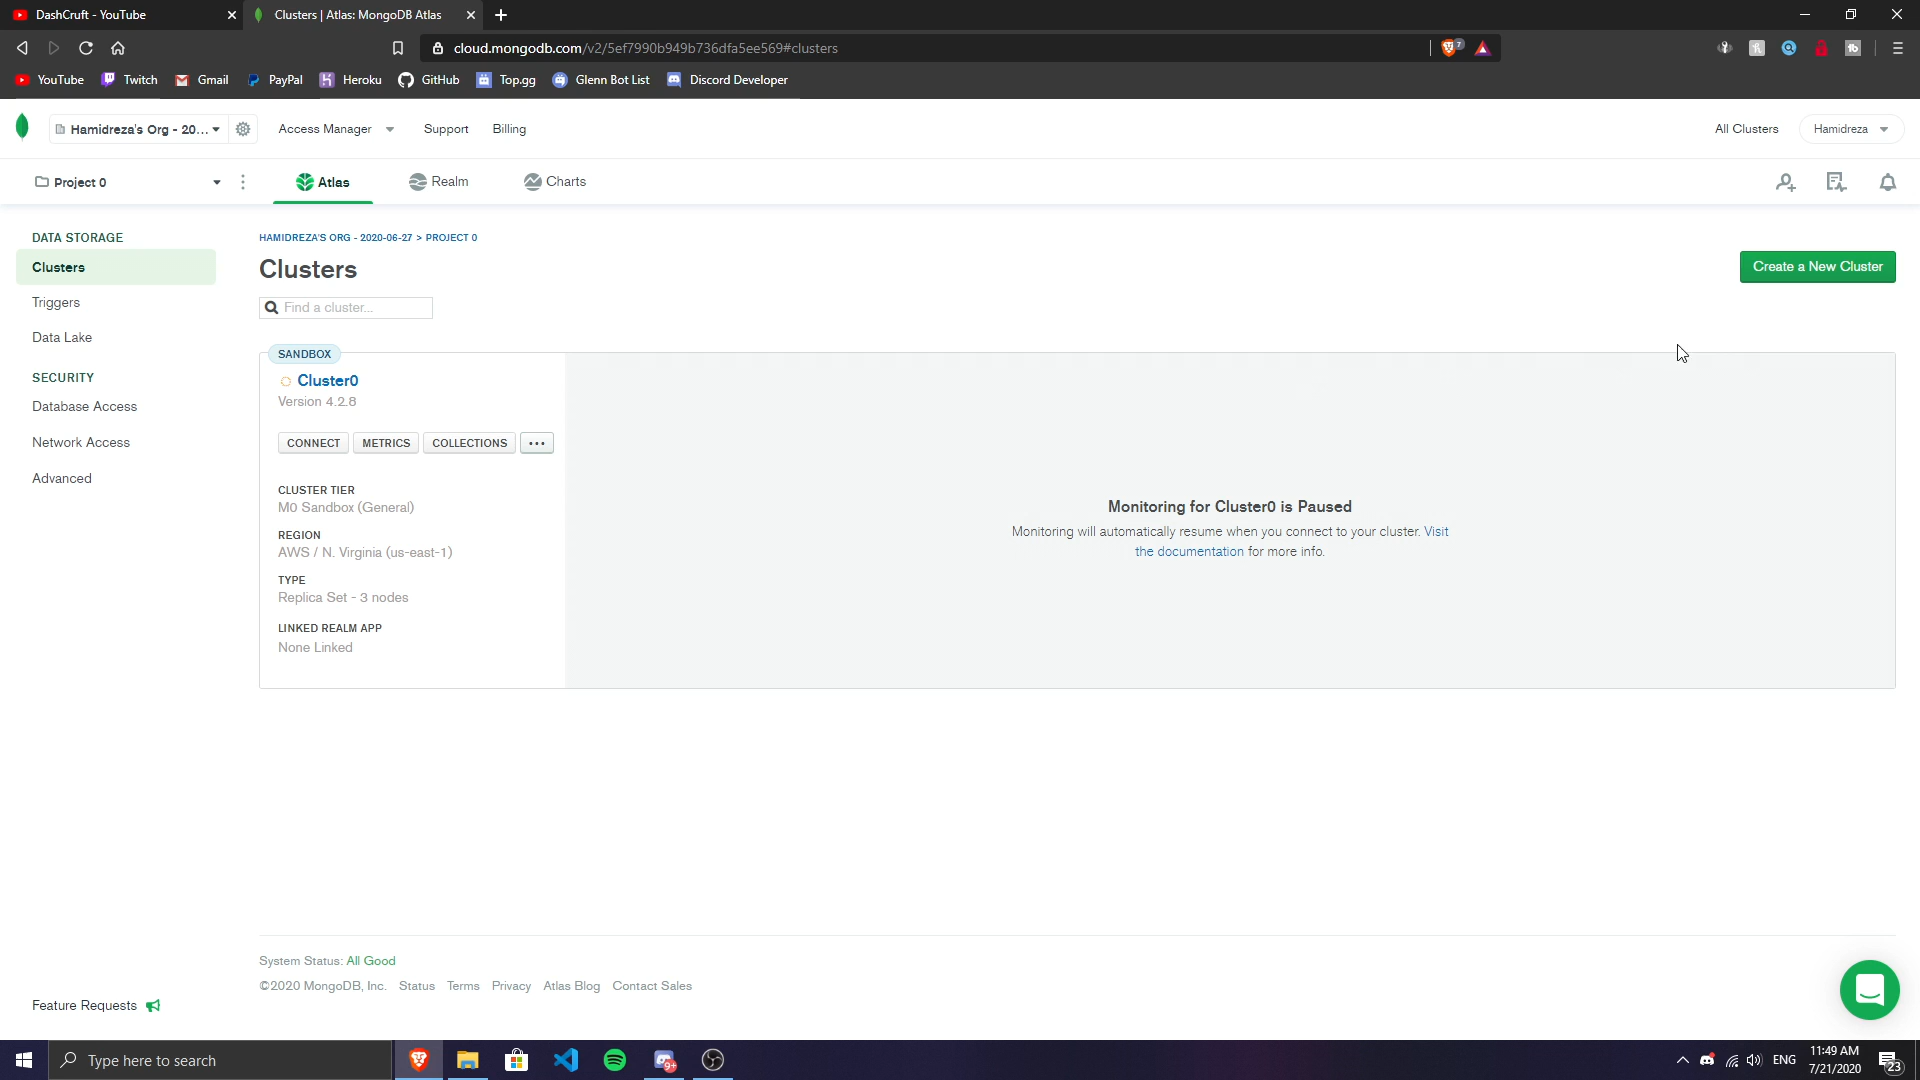 DashCruft - YouTube
Clusters | Atlas: MongoDB Atlas
cloud.mongodb.com/v2/5ef7990b949b736dfa5ee569#clusters
7
YouTube
Twitch
Gmail
PayPal
Heroku
GitHub
Top.gg
Glenn Bot List
Discord Developer
Hamidreza's Org - 20...
Access Manager
Support
Billing
All Clusters
Hamidreza
Project 0
Atlas
Realm
Charts
DATA STORAGE
Clusters
Triggers
Data Lake
SECURITY
Database Access
Network Access
Advanced
Feature Requests
HAMIDREZA'S ORG - 2020-06-27 > PROJECT 0
Clusters
Create a New Cluster
Find a cluster...
SANDBOX
Cluster0
Version 4.2.8
CONNECT
METRICS
COLLECTIONS
CLUSTER TIER
M0 Sandbox (General)
REGION
AWS / N. Virginia (us-east-1)
TYPE
Replica Set - 3 nodes
LINKED REALM APP
None Linked
Monitoring for Cluster0 is Paused
Monitoring will automatically resume when you connect to your cluster. Visit
the documentation for more info.
System Status: All Good
©2020 MongoDB, Inc. Status Terms Privacy Atlas Blog Contact Sales
Type here to search
9+
ENG
11:49 AM
7/21/2020
23